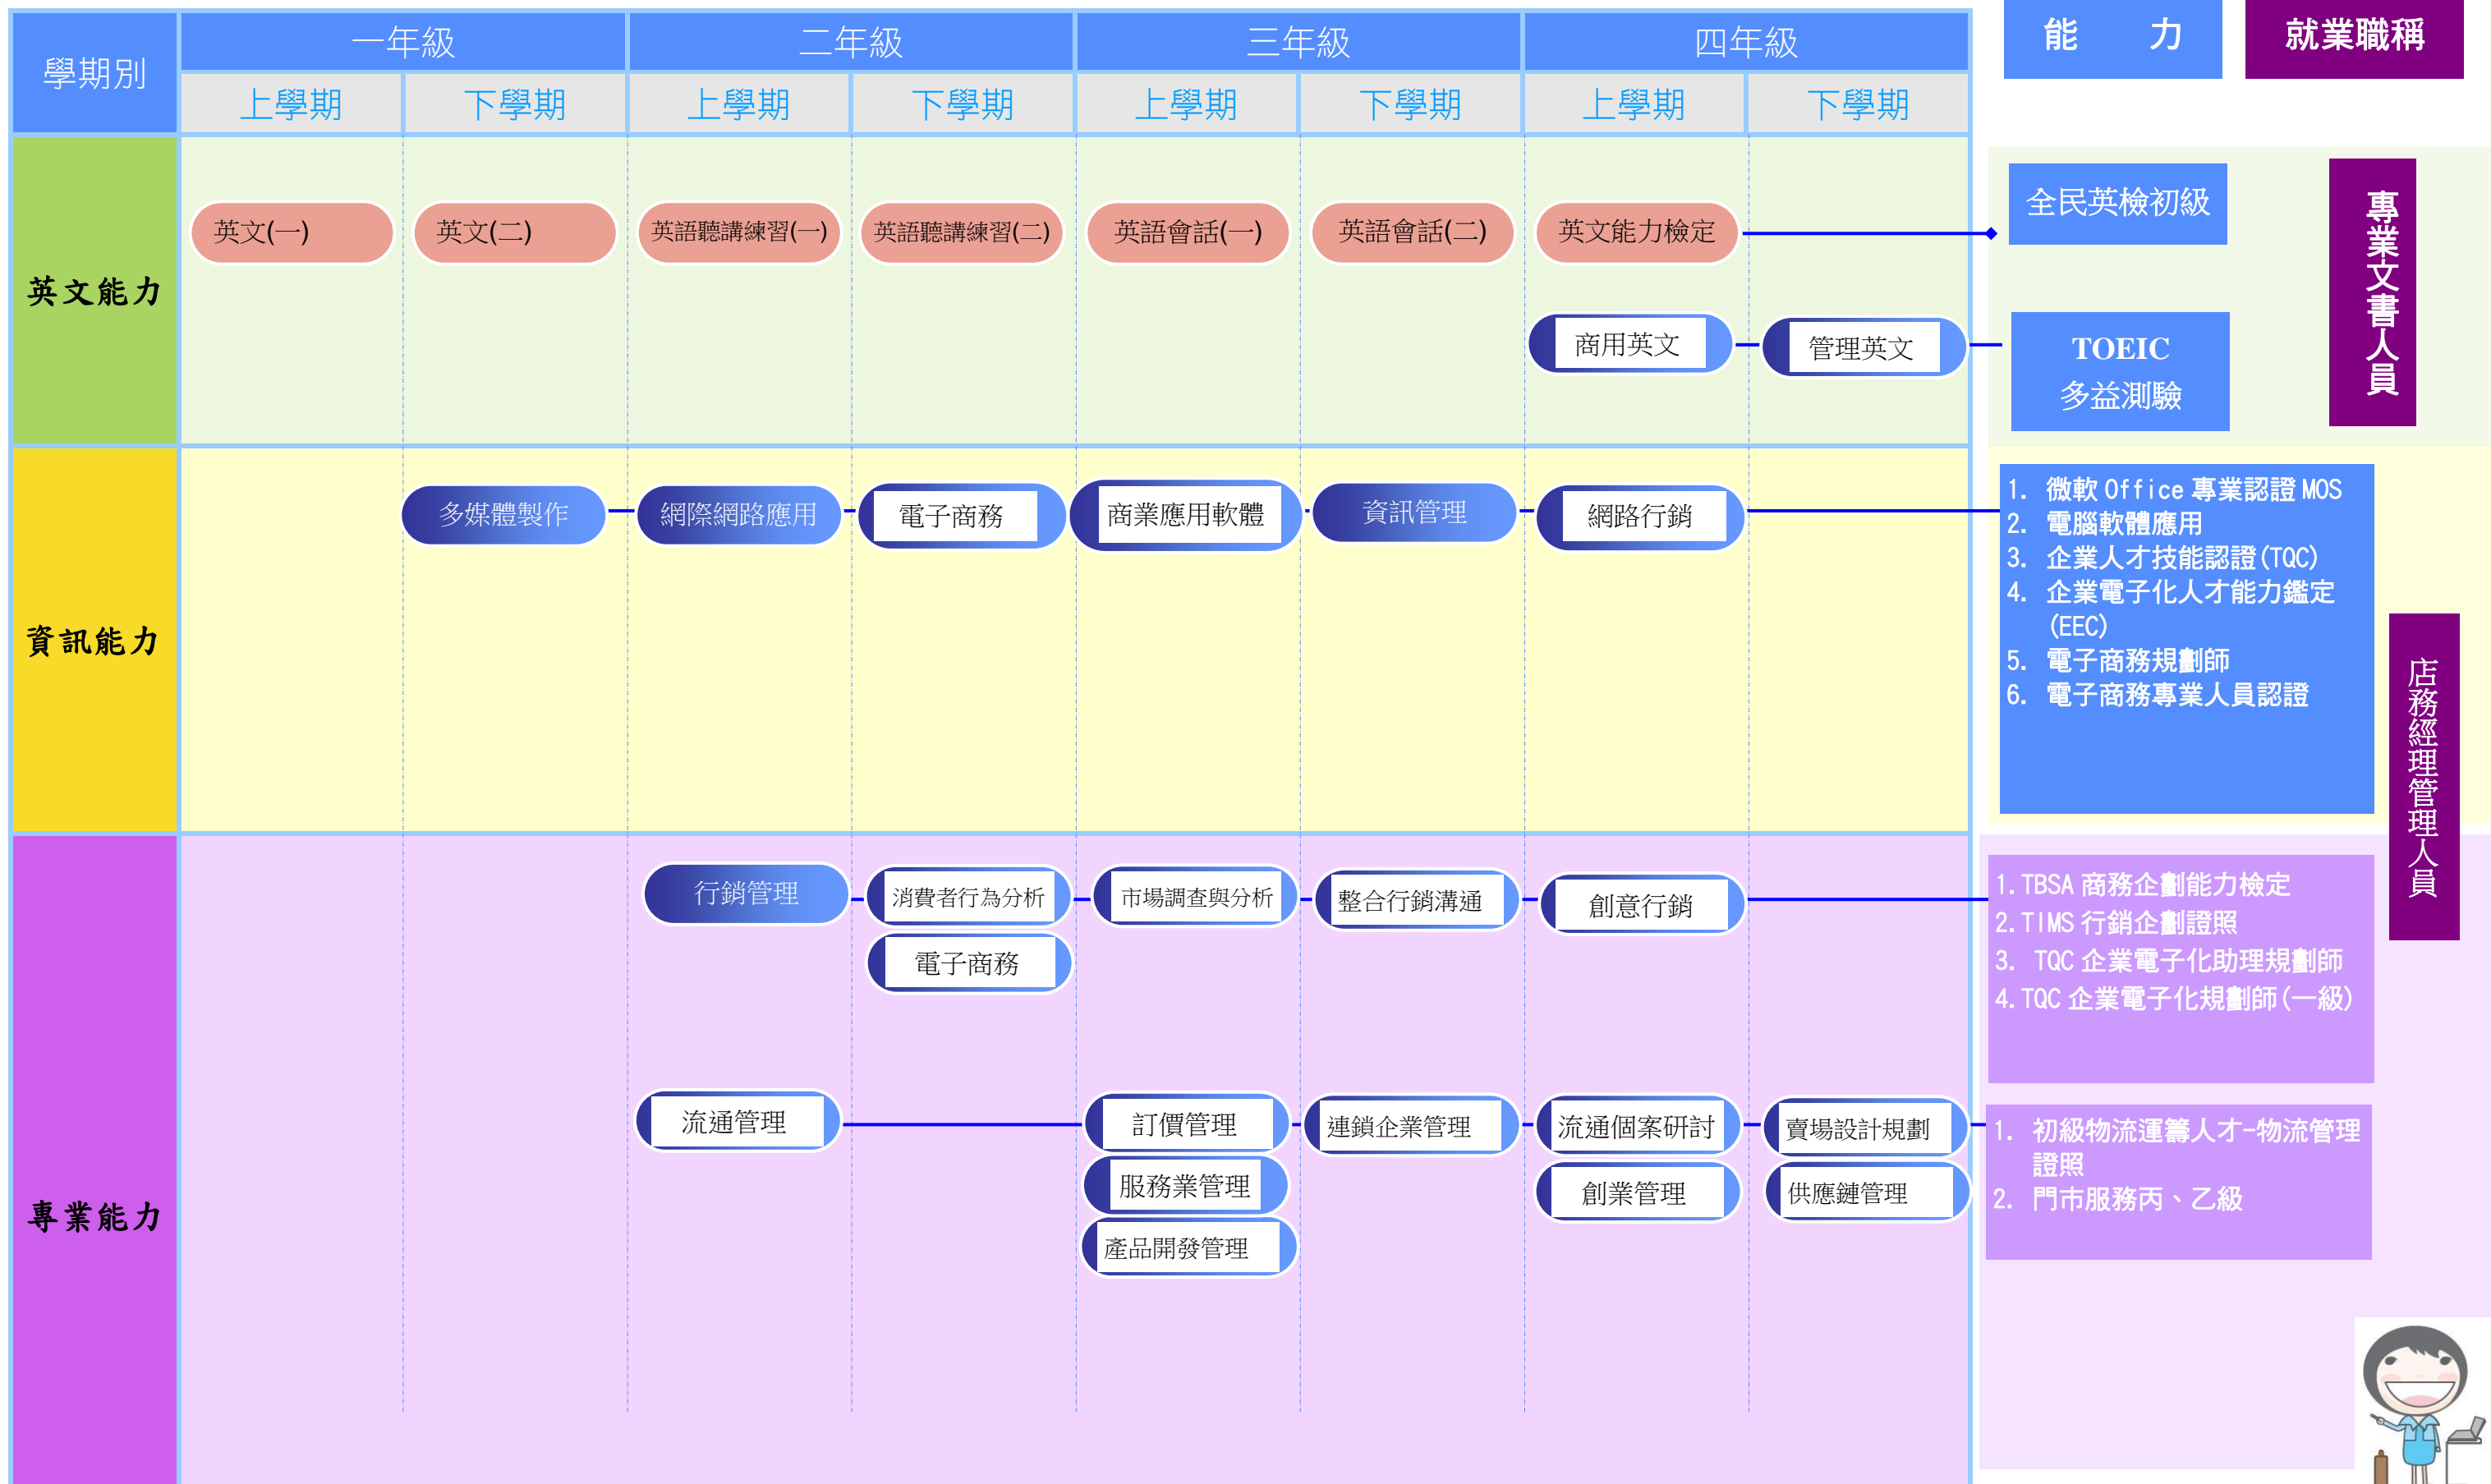 學期別
一年級
二年級
三年級
四年級
能 力
就業職稱
上學期
下學期
上學期
下學期
上學期
下學期
上學期
下學期
英文能力
英文(一)
英文(二)
英語聽講練習(一)
英語聽講練習(二)
英語會話(一)
英語會話(二)
英文能力檢定
全民英檢初級
商用英文
管理英文
TOEIC
多益測驗
專業文書人員
資訊能力
多媒體製作
網際網路應用
電子商務
商業應用軟體
資訊管理
網路行銷
1. 微軟 Office 專業認證 MOS
2. 電腦軟體應用
3. 企業人才技能認證(TQC)
4. 企業電子化人才能力鑑定
(EEC)
5. 電子商務規劃師
6. 電子商務專業人員認證
店務經理管理人員
專業能力
行銷管理
消費者行為分析
市場調查與分析
整合行銷溝通
創意行銷
電子商務
1.TBSA 商務企劃能力檢定
2.TIMS 行銷企劃證照
3. TQC 企業電子化助理規劃師
4.TQC 企業電子化規劃師(一級)
流通管理
訂價管理
連鎖企業管理
流通個案研討
賣場設計規劃
服務業管理
創業管理
供應鏈管理
產品開發管理
1. 初級物流運籌人才-物流管理
證照
2. 門市服務丙、乙級